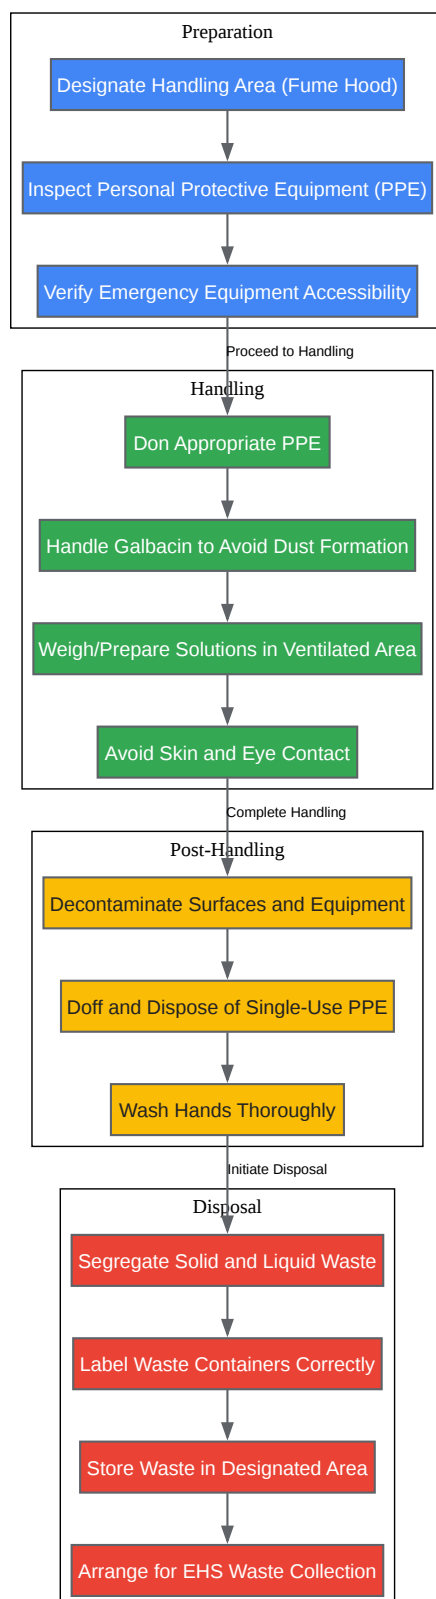 Preparation
Designate Handling Area (Fume Hood)
Inspect Personal Protective Equipment (PPE)
Verify Emergency Equipment Accessibility
Proceed to Handling
Handling
Don Appropriate PPE
Handle Galbacin to Avoid Dust Formation
Weigh/Prepare Solutions in Ventilated Area
Avoid Skin and Eye Contact
Complete Handling
Post-Handling
Decontaminate Surfaces and Equipment
Doff and Dispose of Single-Use PPE
Wash Hands Thoroughly
Initiate Disposal
Disposal
Segregate Solid and Liquid Waste
Label Waste Containers Correctly
Store Waste in Designated Area
Arrange for EHS Waste Collection